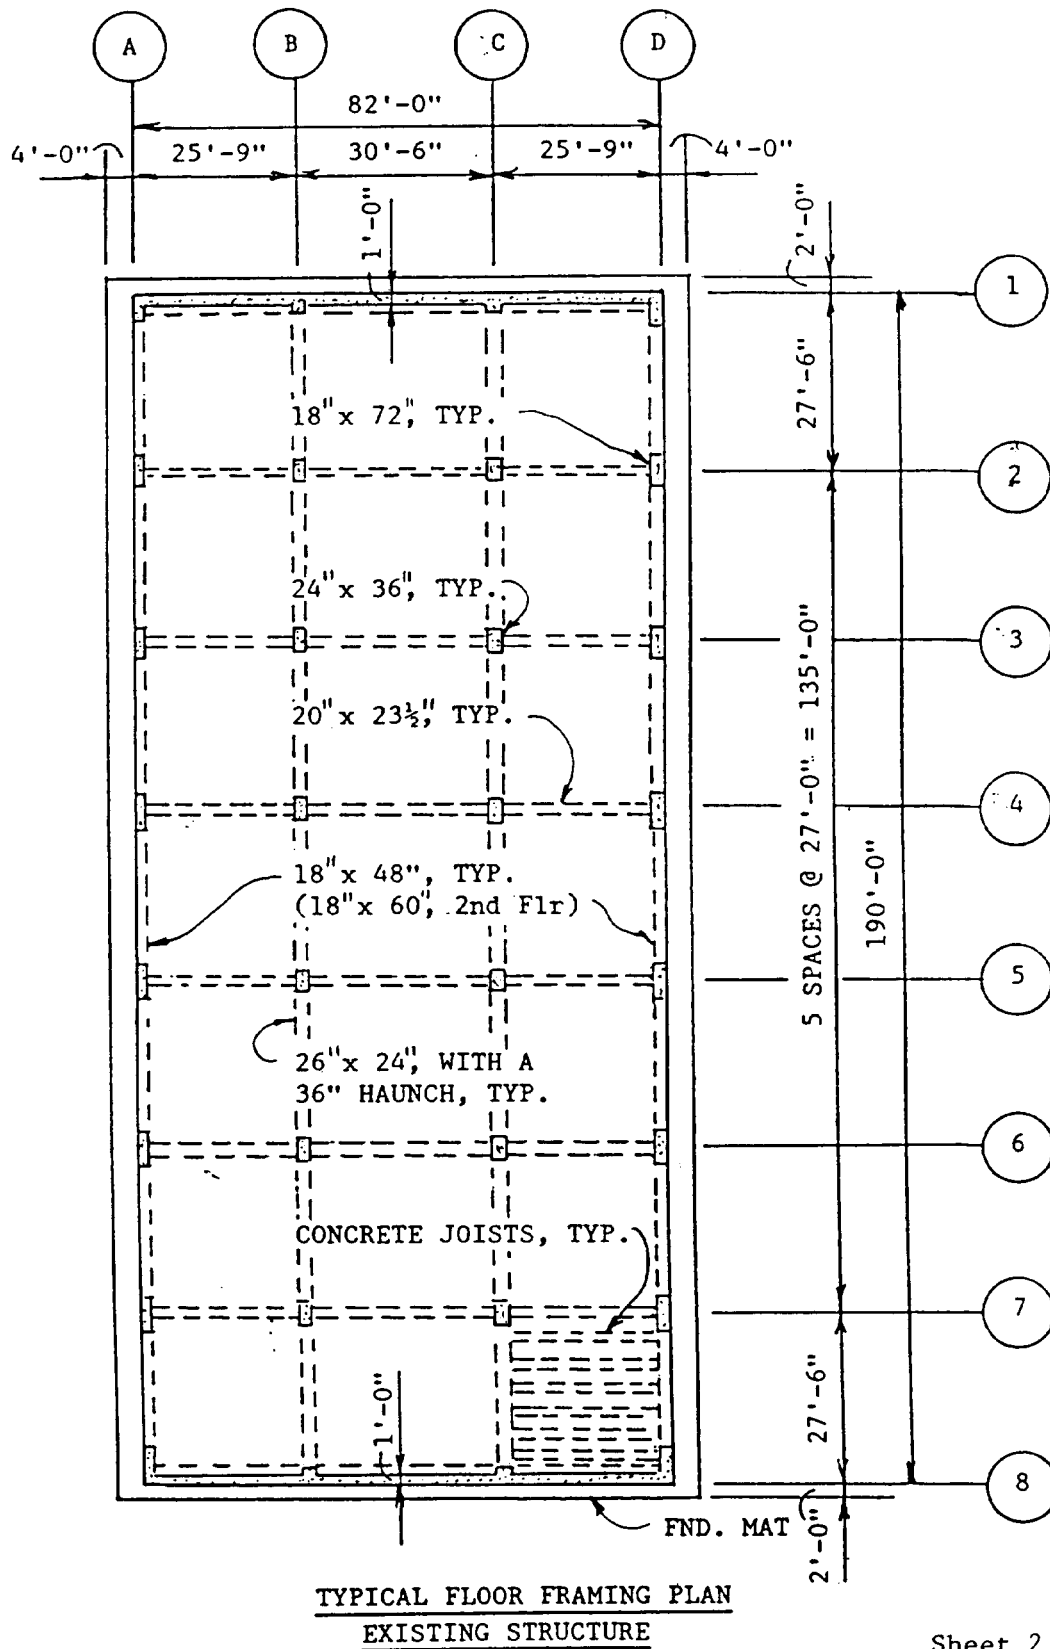 A
B
C
D
82'-0"
4'-0"
25'-9"
30'-6"
25'-9"
4'-0"
1'-0"
2'-0"
1
27'-6"
18"x 72", TYP.
2
24"x 36", TYP.
3
20"x 23½", TYP.
4
5 SPACES @ 27'-0" = 135'-0"
190'-0"
18"x 48", TYP.
(18"x 60", 2nd Flr)
5
26"x 24", WITH A
36" HAUNCH, TYP.
6
CONCRETE JOISTS, TYP.
7
27'-6"
1'-0"
8
FND. MAT
2'-0"
TYPICAL FLOOR FRAMING PLAN
EXISTING STRUCTURE
Sheet 2